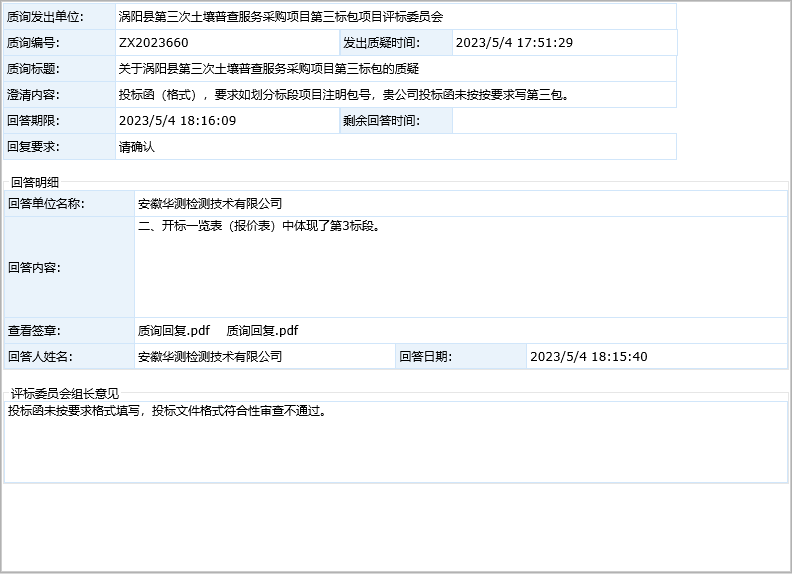 质询发出单位: 涡阳县第三次土壤普查服务采购项目第三标包项目评标委员会
质询编号: ZX2023660 发出质疑时间: 2023/5/4 17:51:29
质询标题: 关于涡阳县第三次土壤普查服务采购项目第三标包的质疑
澄清内容: 投标函（格式），要求如划分标段项目注明包号，贵公司投标函未按按要求写第三包。
回答期限: 2023/5/4 18:16:09 剩余回答时间:
回复要求: 请确认
回答明细
回答单位名称: 安徽华测检测技术有限公司
回答内容: 二、开标一览表（报价表）中体现了第3标段。
查看签章: 质询回复.pdf 质询回复.pdf
回答人姓名: 安徽华测检测技术有限公司 回答日期: 2023/5/4 18:15:40
评标委员会组长意见
投标函未按要求格式填写，投标文件格式符合性审查不通过。